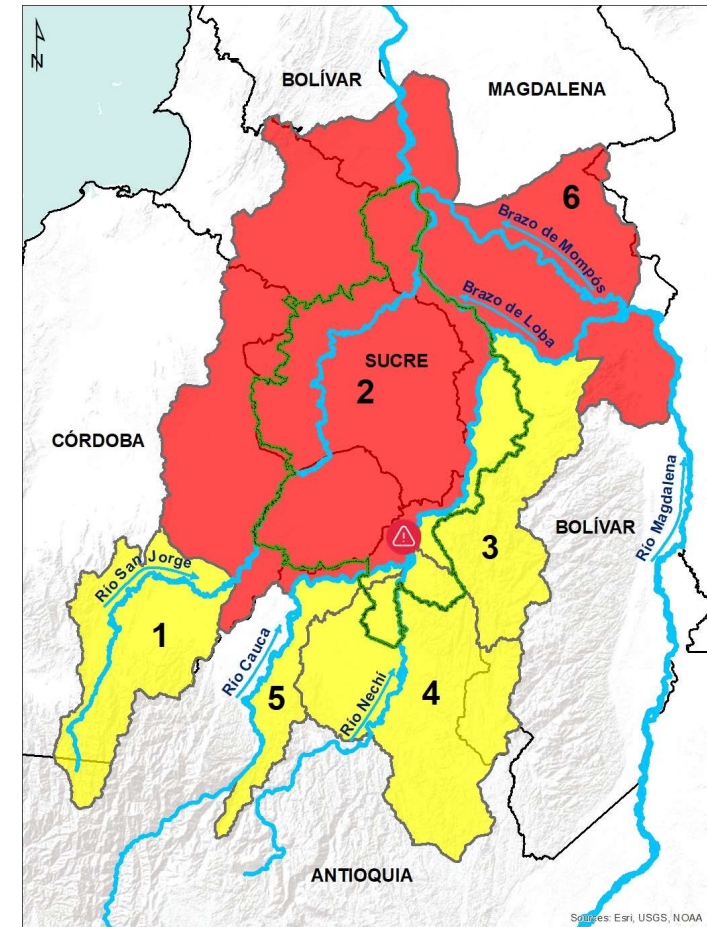 N
BOLÍVAR
MAGDALENA
6
Brazo de Mompós
Brazo de Loba
SUCRE
2
CÓRDOBA
BOLÍVAR
Río Magdalena
3
Río San Jorge
1
Río Cauca
5
4
Río Nechí
ANTIOQUIA
Sources: Esri, USGS, NOAA